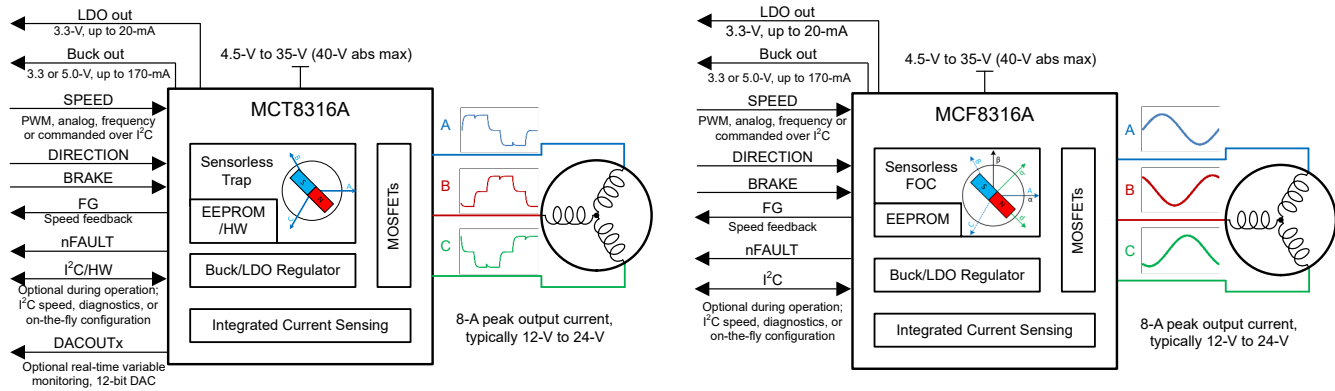 LDO out
3.3-V, up to 20-mA
Buck out
3.3 or 5.0-V, up to 170-mA
4.5-V to 35-V (40-V abs max)
SPEED
PWM, analog, frequency
or commanded over I²C
DIRECTION
BRAKE
FG
Speed feedback
nFAULT
I²C/HW
Optional during operation;
I²C speed, diagnostics, or
on-the-fly configuration
DACOUTx
Optional real-time variable
monitoring, 12-bit DAC
MCT8316A
Sensorless
Trap
B
S
N
A
C
EEPROM
/HW
MOSFETs
Buck/LDO Regulator
Integrated Current Sensing
A
B
C
8-A peak output current,
typically 12-V to 24-V
LDO out
3.3-V, up to 20-mA
Buck out
3.3 or 5.0-V, up to 170-mA
4.5-V to 35-V (40-V abs max)
SPEED
PWM, analog, frequency or
commanded over I²C
DIRECTION
BRAKE
FG
Speed feedback
nFAULT
I²C
Optional during operation;
I²C speed, diagnostics, or
on-the-fly configuration
MCF8316A
Sensorless
FOC
B
β
S
N
A
α
C
d
EEPROM
MOSFETs
Buck/LDO Regulator
Integrated Current Sensing
A
B
C
8-A peak output current,
typically 12-V to 24-V